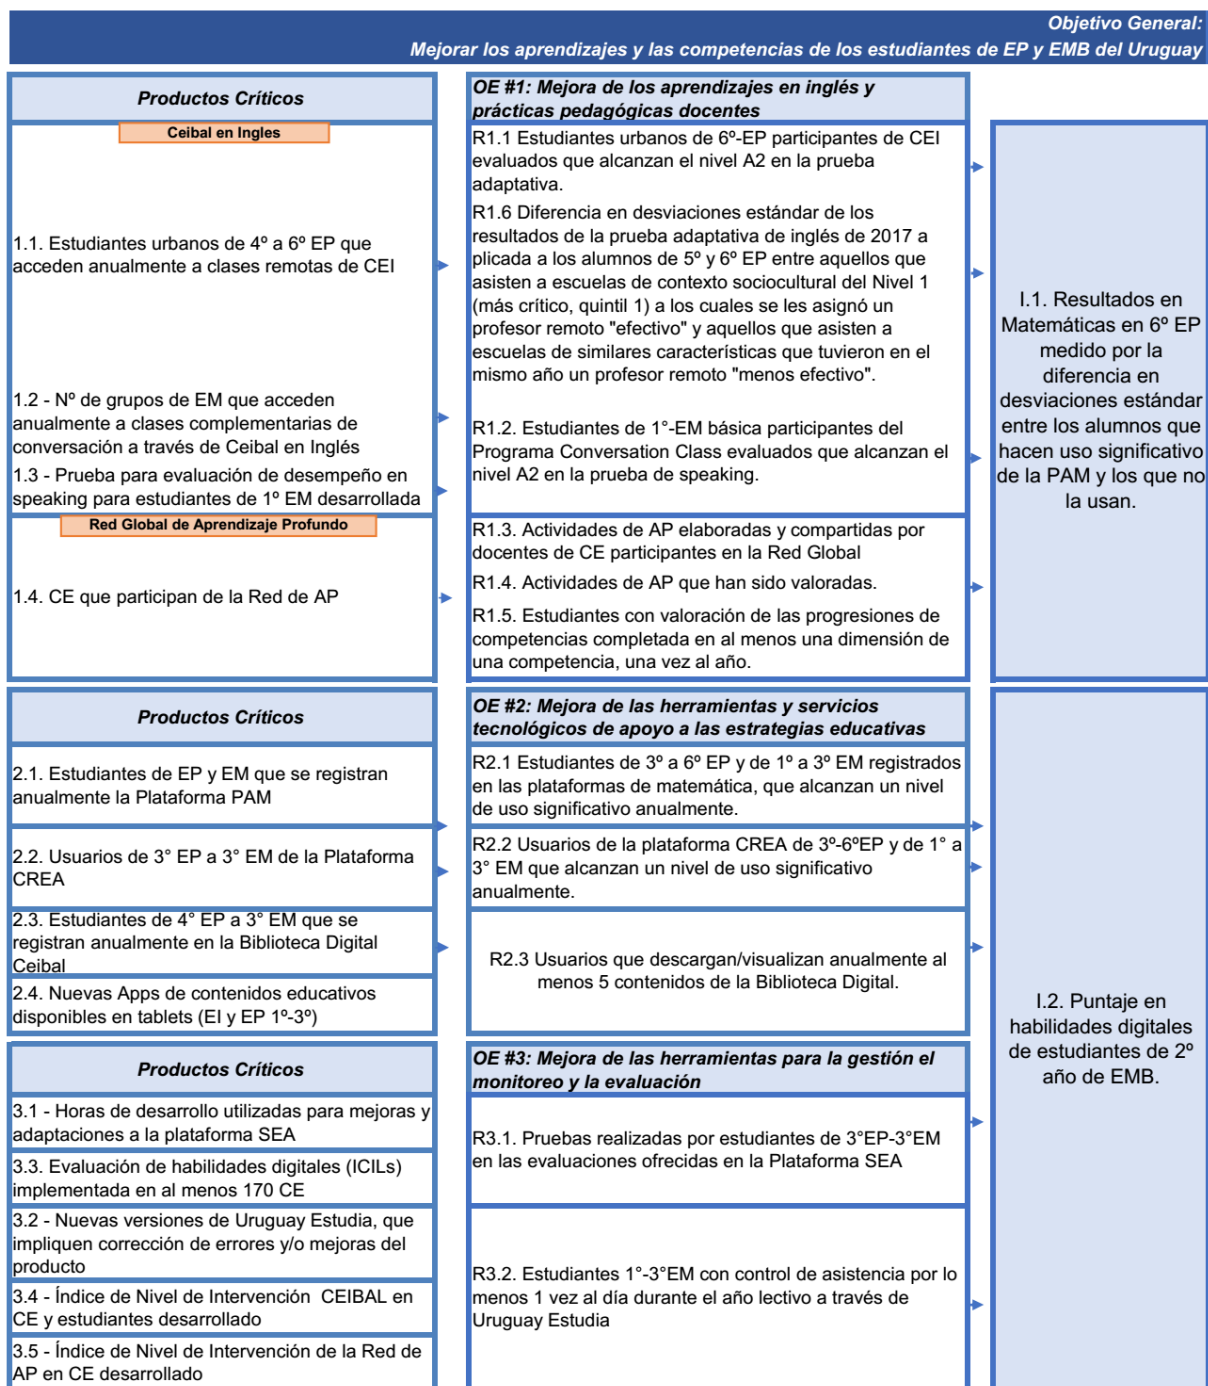 Objetivo General:
Mejorar los aprendizajes y las competencias de los estudiantes de EP y EMB del Uruguay
Productos Críticos
OE #1: Mejora de los aprendizajes en inglés y
prácticas pedagógicas docentes
Ceibal en Ingles
1.1. Estudiantes urbanos de 4º a 6º EP que
acceden anualmente a clases remotas de CEI
1.2 - Nº de grupos de EM que acceden
anualmente a clases complementarias de
conversación a través de Ceibal en Inglés
1.3 - Prueba para evaluación de desempeño en
speaking para estudiantes de 1º EM desarrollada
Red Global de Aprendizaje Profundo
1.4. CE que participan de la Red de AP
R1.1 Estudiantes urbanos de 6º-EP participantes de CEI
evaluados que alcanzan el nivel A2 en la prueba
adaptativa.
R1.6 Diferencia en desviaciones estándar de los
resultados de la prueba adaptativa de inglés de 2017 a
plicada a los alumnos de 5º y 6º EP entre aquellos que
asisten a escuelas de contexto sociocultural del Nivel 1
(más crítico, quintil 1) a los cuales se les asignó un
profesor remoto "efectivo" y aquellos que asisten a
escuelas de similares características que tuvieron en el
mismo año un profesor remoto "menos efectivo".
R1.2. Estudiantes de 1°-EM básica participantes del
Programa Conversation Class evaluados que alcanzan el
nivel A2 en la prueba de speaking.
R1.3. Actividades de AP elaboradas y compartidas por
docentes de CE participantes en la Red Global
R1.4. Actividades de AP que han sido valoradas.
R1.5. Estudiantes con valoración de las progresiones de
competencias completada en al menos una dimensión de
una competencia, una vez al año.
I.1. Resultados en
Matemáticas en 6º EP
medido por la
diferencia en
desviaciones estándar
entre los alumnos que
hacen uso significativo
de la PAM y los que no
la usan.
Productos Críticos
OE #2: Mejora de las herramientas y servicios
tecnológicos de apoyo a las estrategias educativas
2.1. Estudiantes de EP y EM que se registran
anualmente la Plataforma PAM
2.2. Usuarios de 3° EP a 3° EM de la Plataforma
CREA
2.3. Estudiantes de 4° EP a 3° EM que se
registran anualmente en la Biblioteca Digital
Ceibal
2.4. Nuevas Apps de contenidos educativos
disponibles en tablets (EI y EP 1º-3º)
R2.1 Estudiantes de 3º a 6º EP y de 1º a 3º EM registrados
en las plataformas de matemática, que alcanzan un nivel
de uso significativo anualmente.
R2.2 Usuarios de la plataforma CREA de 3º-6ºEP y de 1° a
3° EM que alcanzan un nivel de uso significativo
anualmente.
R2.3 Usuarios que descargan/visualizan anualmente al
menos 5 contenidos de la Biblioteca Digital.
I.2. Puntaje en
habilidades digitales
de estudiantes de 2º
año de EMB.
Productos Críticos
OE #3: Mejora de las herramientas para la gestión el
monitoreo y la evaluación
3.1 - Horas de desarrollo utilizadas para mejoras y
adaptaciones a la plataforma SEA
3.3. Evaluación de habilidades digitales (ICILs)
implementada en al menos 170 CE
3.2 - Nuevas versiones de Uruguay Estudia, que
impliquen corrección de errores y/o mejoras del
producto
3.4 - Índice de Nivel de Intervención CEIBAL en
CE y estudiantes desarrollado
3.5 - Índice de Nivel de Intervención de la Red de
AP en CE desarrollado
R3.1. Pruebas realizadas por estudiantes de 3°EP-3°EM
en las evaluaciones ofrecidas en la Plataforma SEA
R3.2. Estudiantes 1°-3°EM con control de asistencia por lo
menos 1 vez al día durante el año lectivo a través de
Uruguay Estudia